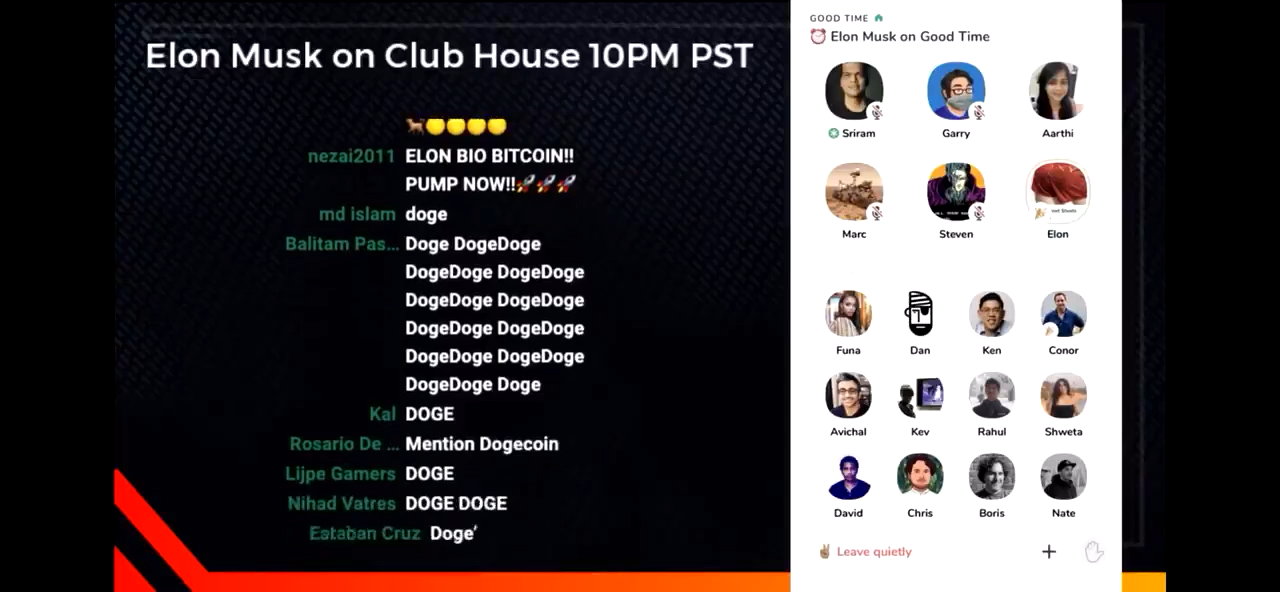 Elon Musk on Club House 10PM PST
nezai2011 ELON BIO BITCOIN!!
PUMP NOW!!🚀🚀🚀
md islam doge
Balitam Pas... Doge DogeDoge
DogeDoge DogeDoge
DogeDoge DogeDoge
DogeDoge DogeDoge
DogeDoge DogeDoge
DogeDoge Doge
Kal DOGE
Rosario De ... Mention Dogecoin
Lijpe Gamers DOGE
Nihad Vatres DOGE DOGE
Estaban Cruz Doge'
GOOD TIME
Elon Musk on Good Time
Sriram Garry Aarthi
Marc Steven Elon
Funa Dan Ken Conor
Avichal Kev Rahul Shweta
David Chris Boris Nate
✌🏼 Leave quietly +